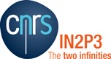 cnrs
IN2P3
The two infinities